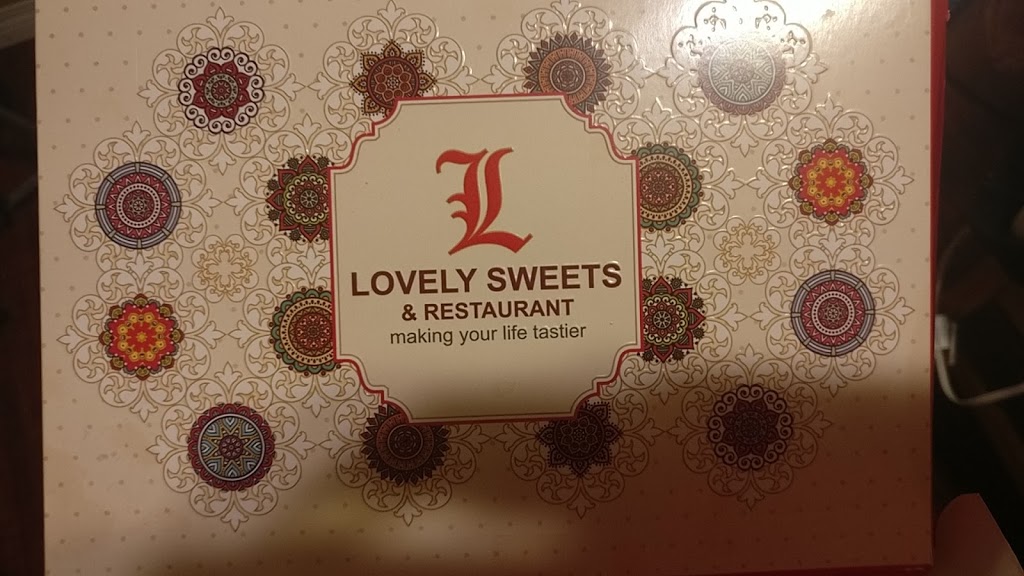 L
LOVELY SWEETS
& RESTAURANT
making your life tastier